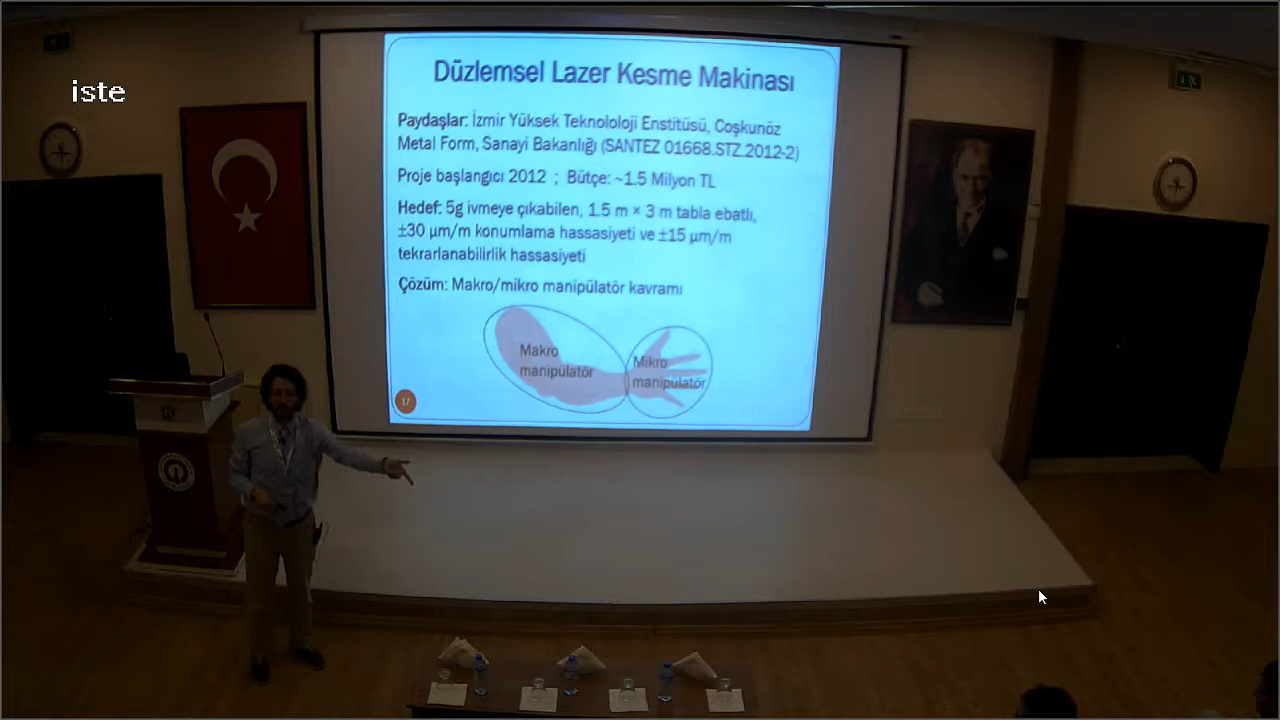 iste
Düzlemsel Lazer Kesme Makinası
Paydaşlar: İzmir Yüksek Teknololoji Enstitüsü, Coşkunöz
Metal Form, Sanayi Bakanlığı (SANTEZ 01668.STZ.2012-2)
Proje başlangıcı 2012 ; Bütçe: ~1.5 Milyon TL
Hedef: 5g ivmeye çıkabilen, 1.5 m × 3 m tabla ebatlı,
±30 µm/m konumlama hassasiyeti ve ±15 µm/m
tekrarlanabilirlik hassasiyeti
Çözüm: Makro/mikro manipülatör kavramı
Makro
manipülatör
Mikro
manipulatör
17